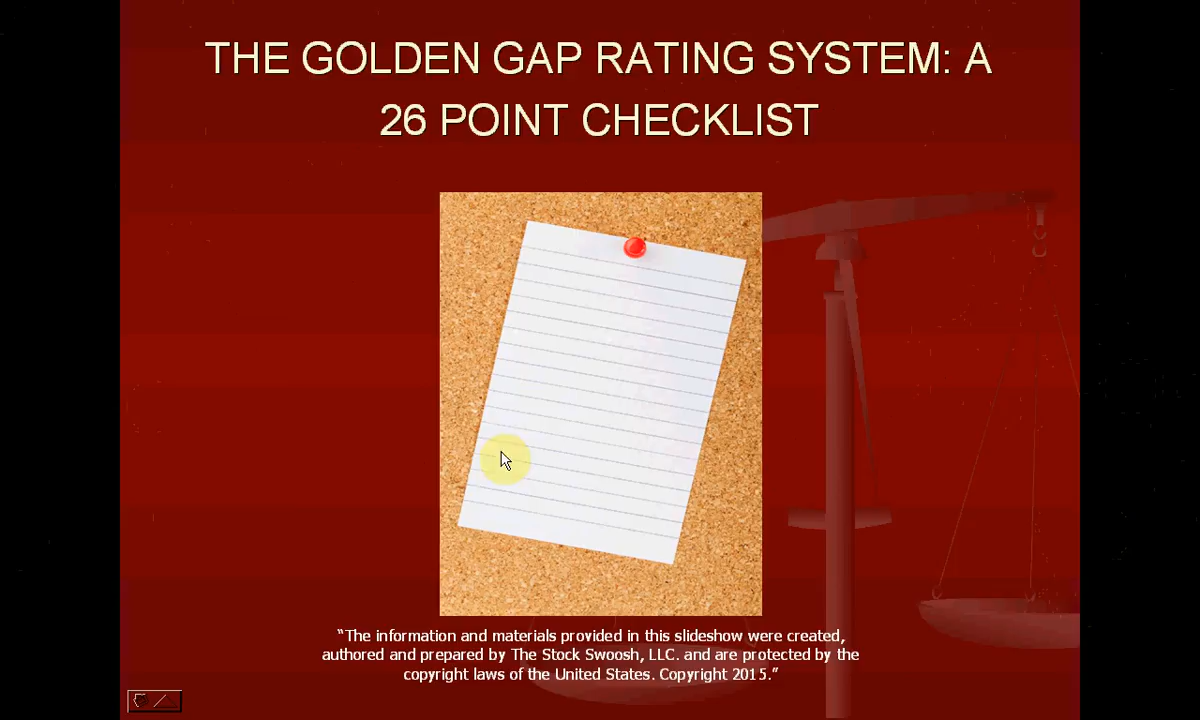 THE GOLDEN GAP RATING SYSTEM: A
26 POINT CHECKLIST
“The information and materials provided in this slideshow were created,
authored and prepared by The Stock Swoosh, LLC. and are protected by the
copyright laws of the United States. Copyright 2015.”